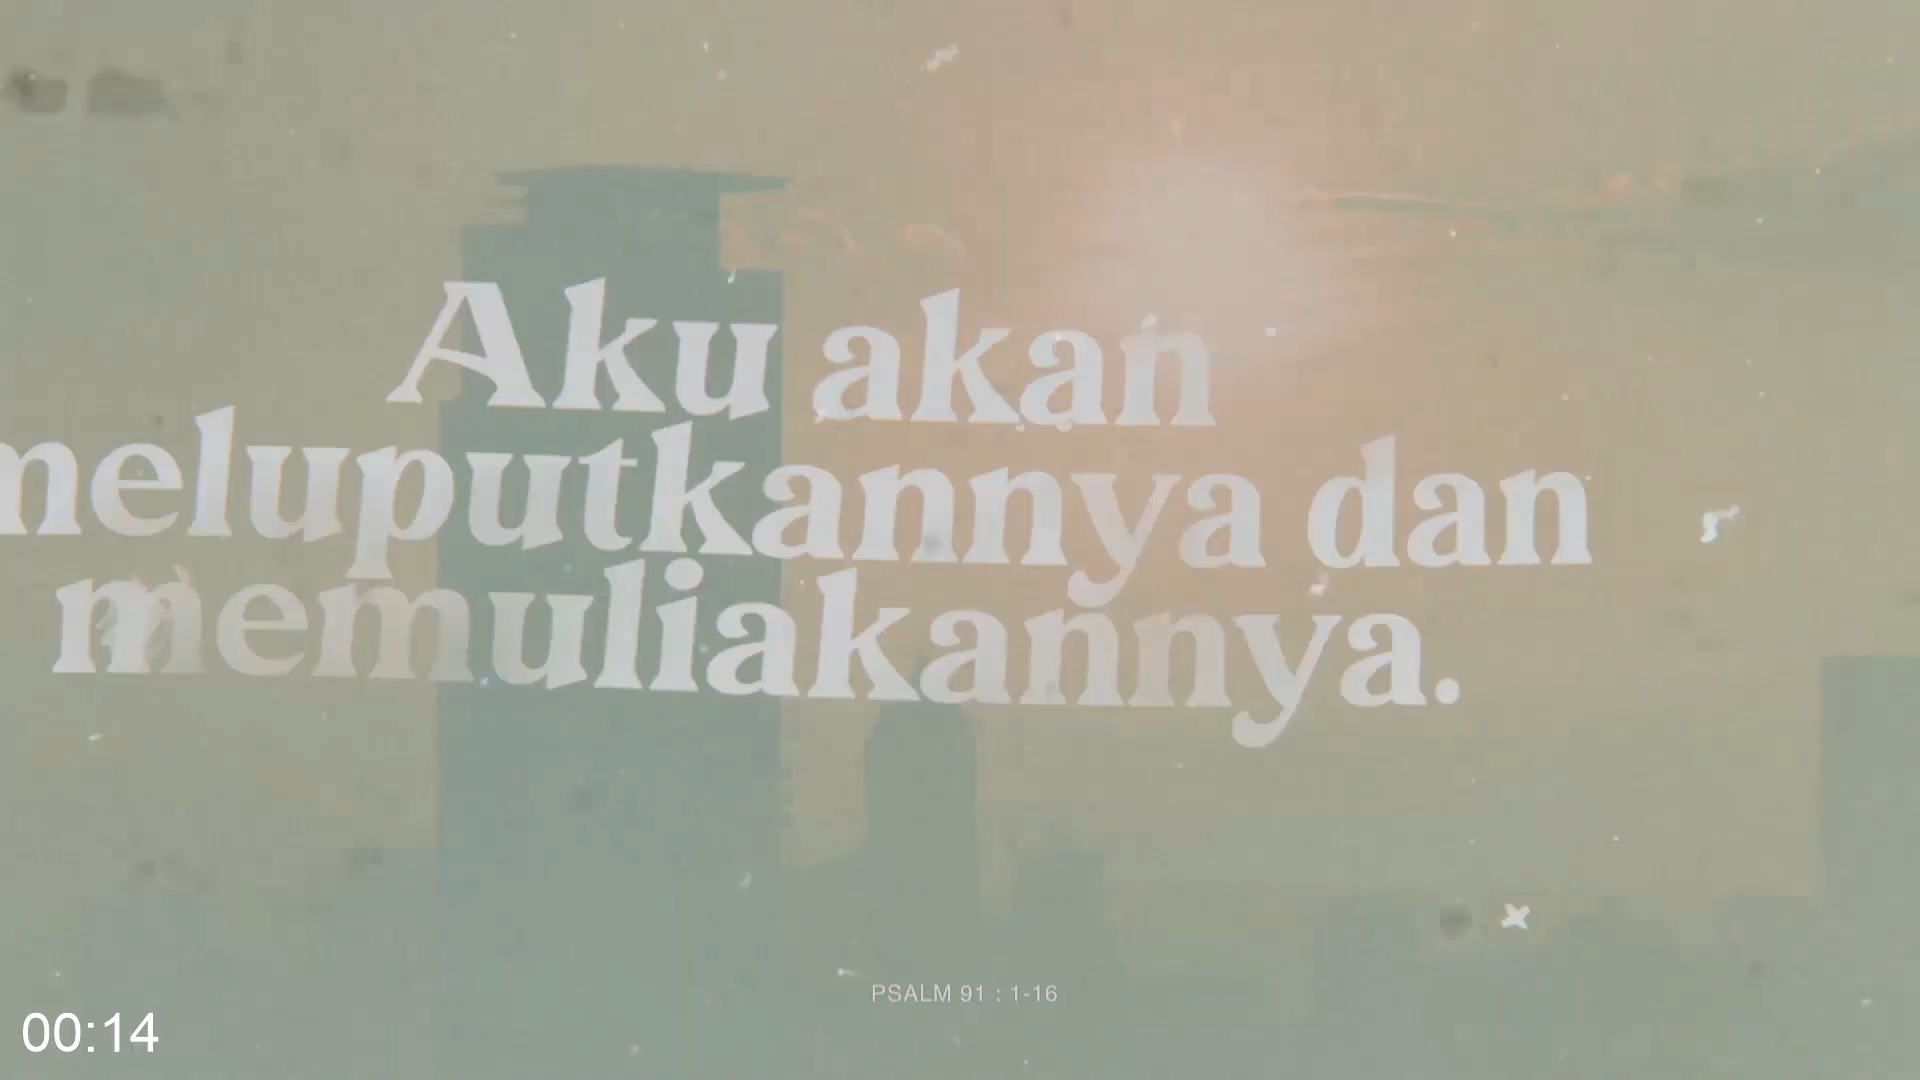 Aku akan
meluputkannya dan
memuliakannya.
PSALM 91 : 1-16
00:14